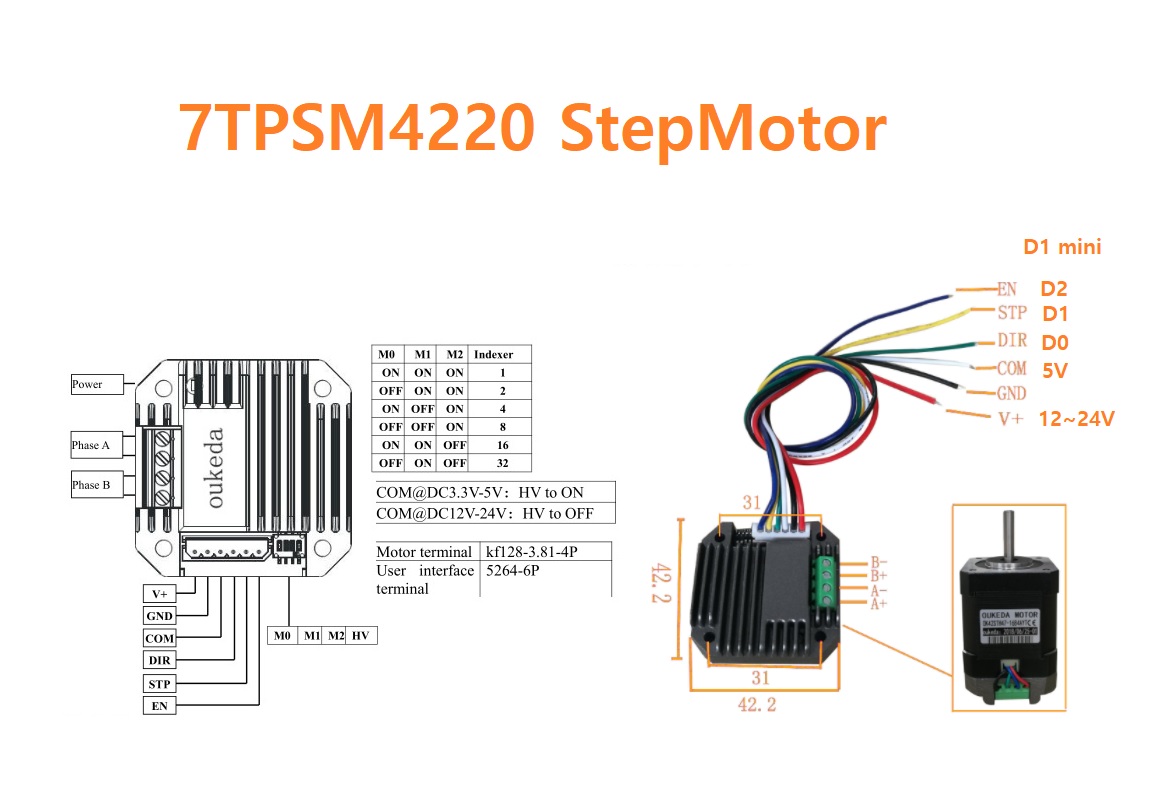 7TPSM4220 StepMotor
D1 mini
EN D2
STP D1
DIR D0
COM 5V
GND
V+ 12~24V
Power
Phase A
Phase B
oukeda
M0 M1 M2 Indexer
ON ON ON 1
OFF ON ON 2
ON OFF ON 4
OFF OFF ON 8
ON ON OFF 16
OFF ON OFF 32
COM@DC3.3V-5V: HV to ON
COM@DC12V-24V: HV to OFF
Motor terminal kf128-3.81-4P
User interface 5264-6P
terminal
V+
GND
COM
DIR
STP
EN
M0 M1 M2 HV
31
42.2
B-
B+
A-
A+
31
42.2
OUKEDA MOTOR